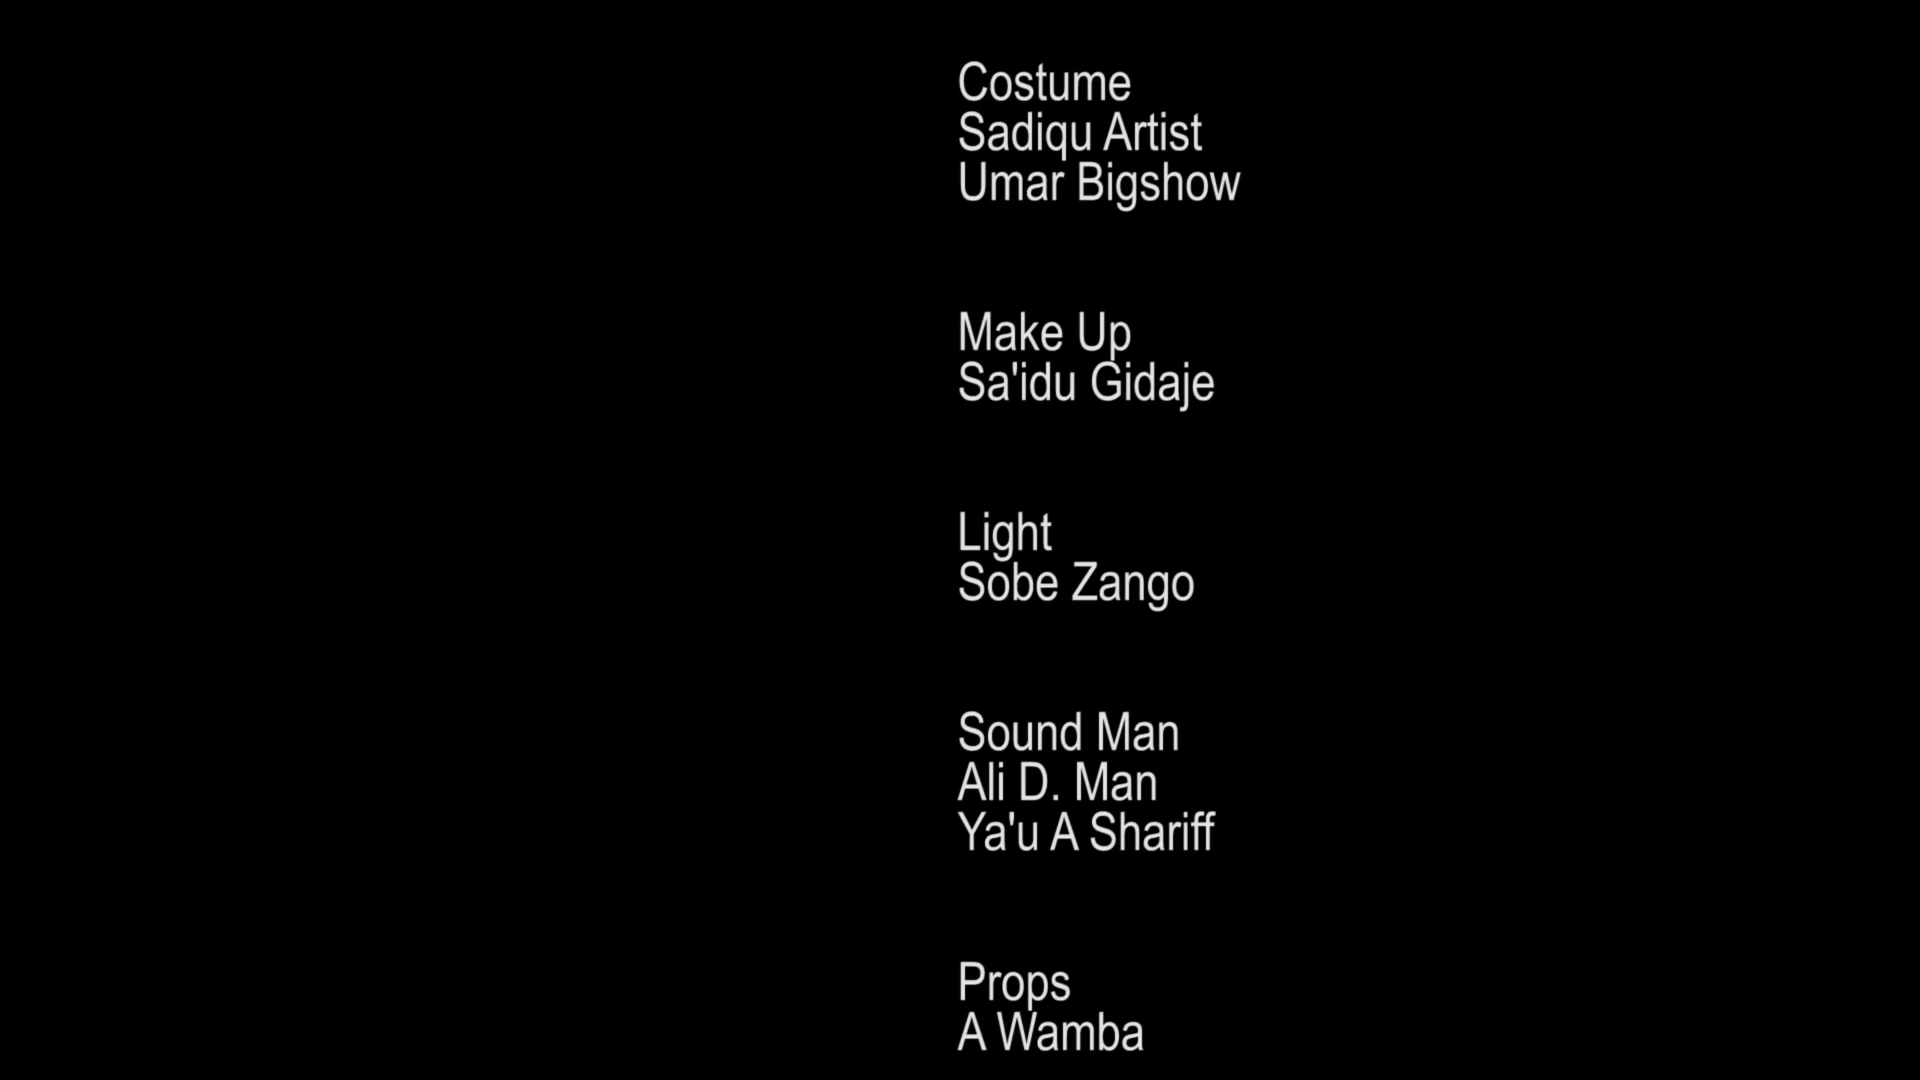 Costume
Sadiqu Artist
Umar Bigshow
Make Up
Sa'idu Gidaje
Light
Sobe Zango
Sound Man
Ali D. Man
Ya'u A Shariff
Props
A Wamba